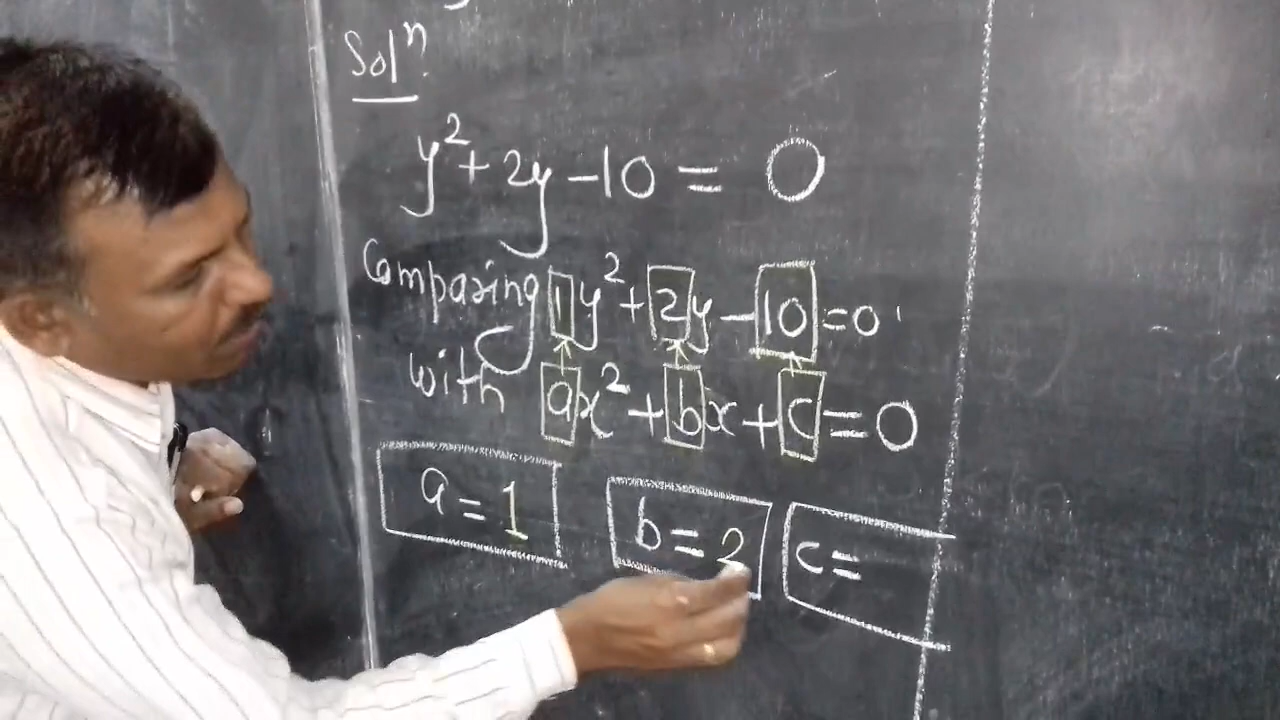 Solⁿ:
y² + 2y - 10 = 0
Comparing 1y² + 2y - 10 = 0
with ax² + bx + c = 0
a = 1 b = 2 c =